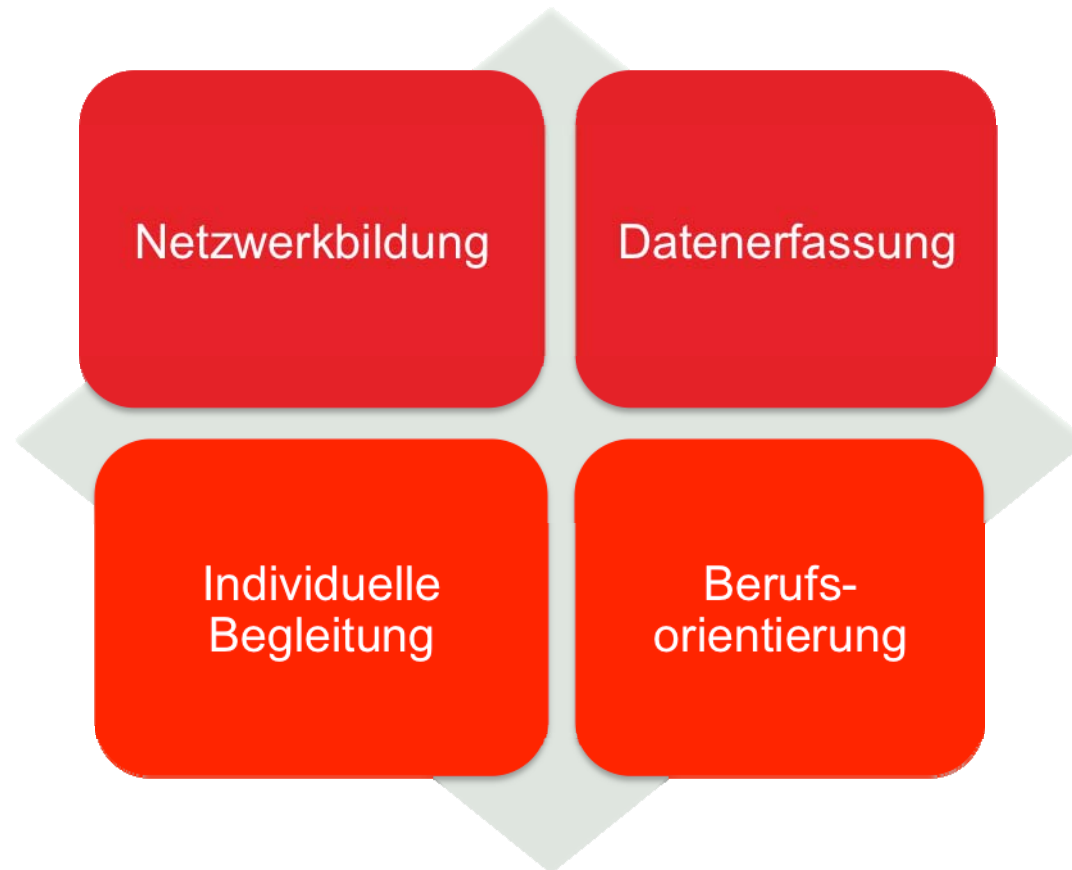 Netzwerkbildung
Datenerfassung
Individuelle
Begleitung
Berufs-
orientierung